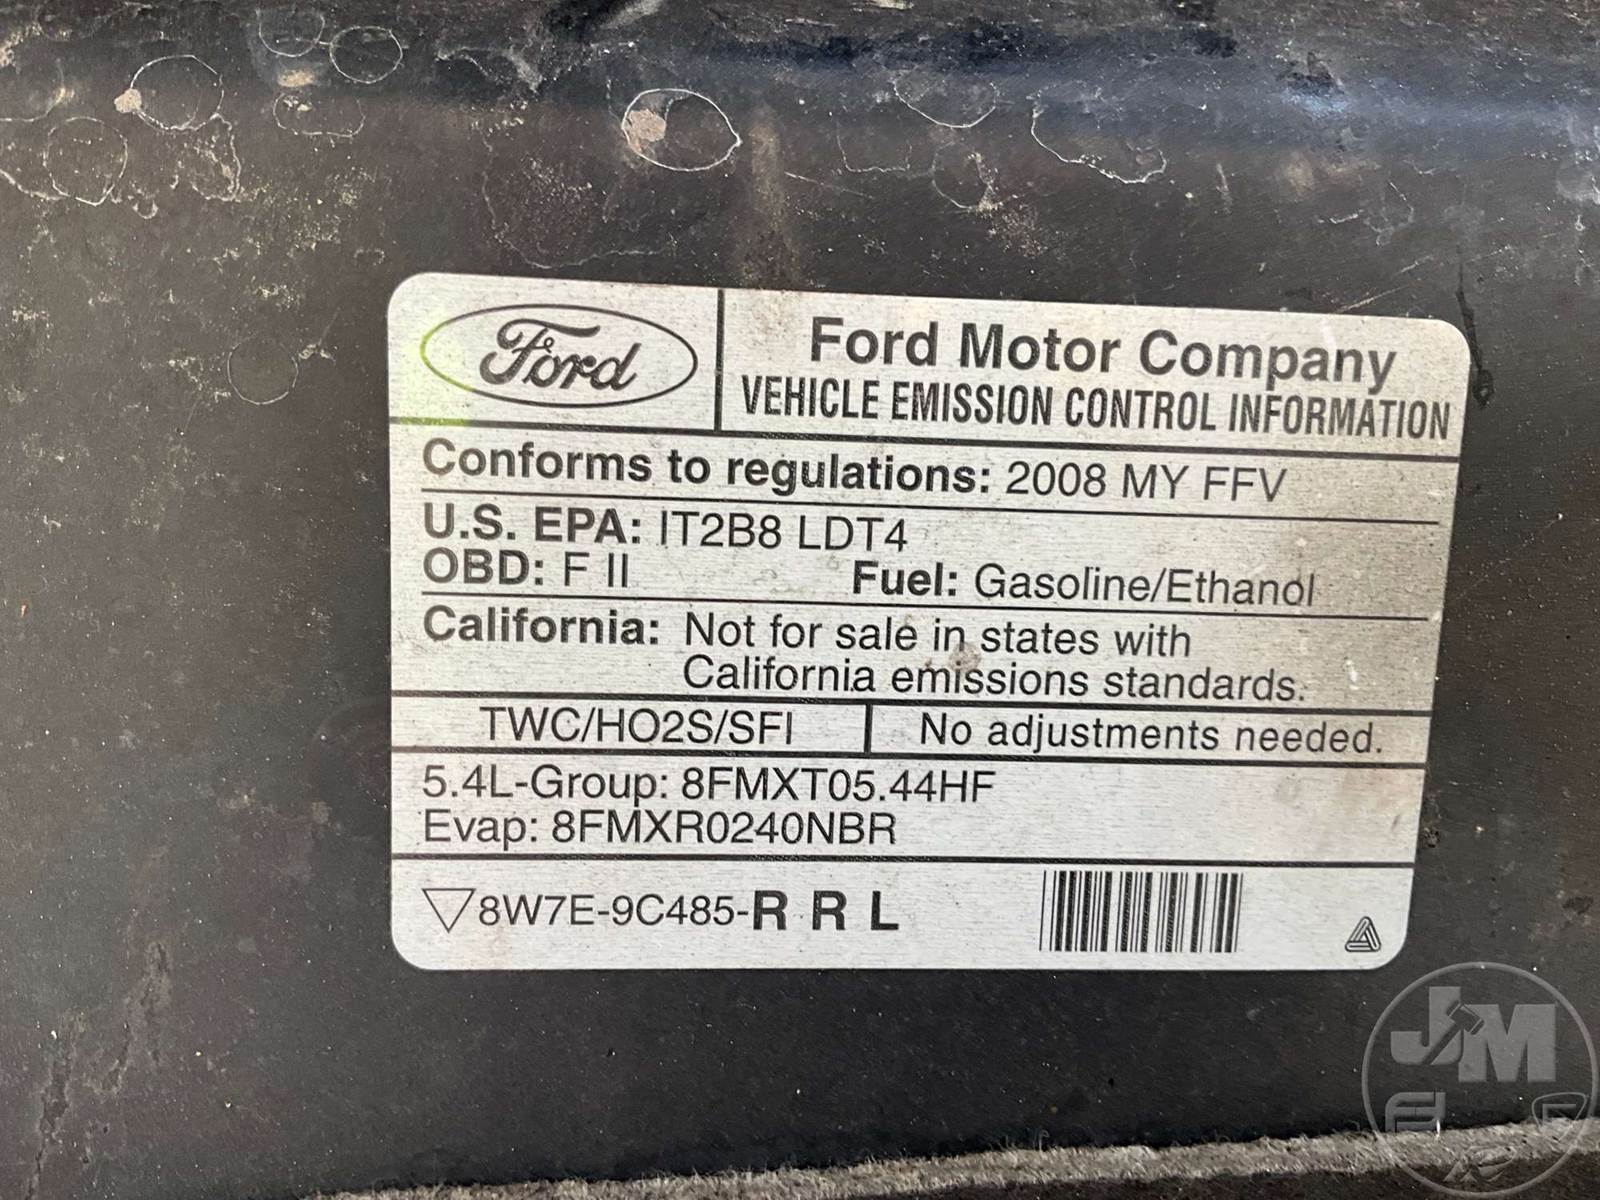 Ford
Ford Motor Company
VEHICLE EMISSION CONTROL INFORMATION
Conforms to regulations: 2008 MY FFV
U.S. EPA: IT2B8 LDT4
OBD: F II Fuel: Gasoline/Ethanol
California: Not for sale in states with
California emissions standards.
TWC/HO2S/SFI No adjustments needed.
5.4L-Group: 8FMXT05.44HF
Evap: 8FMXR0240NBR
8W7E-9C485-R R L
JM